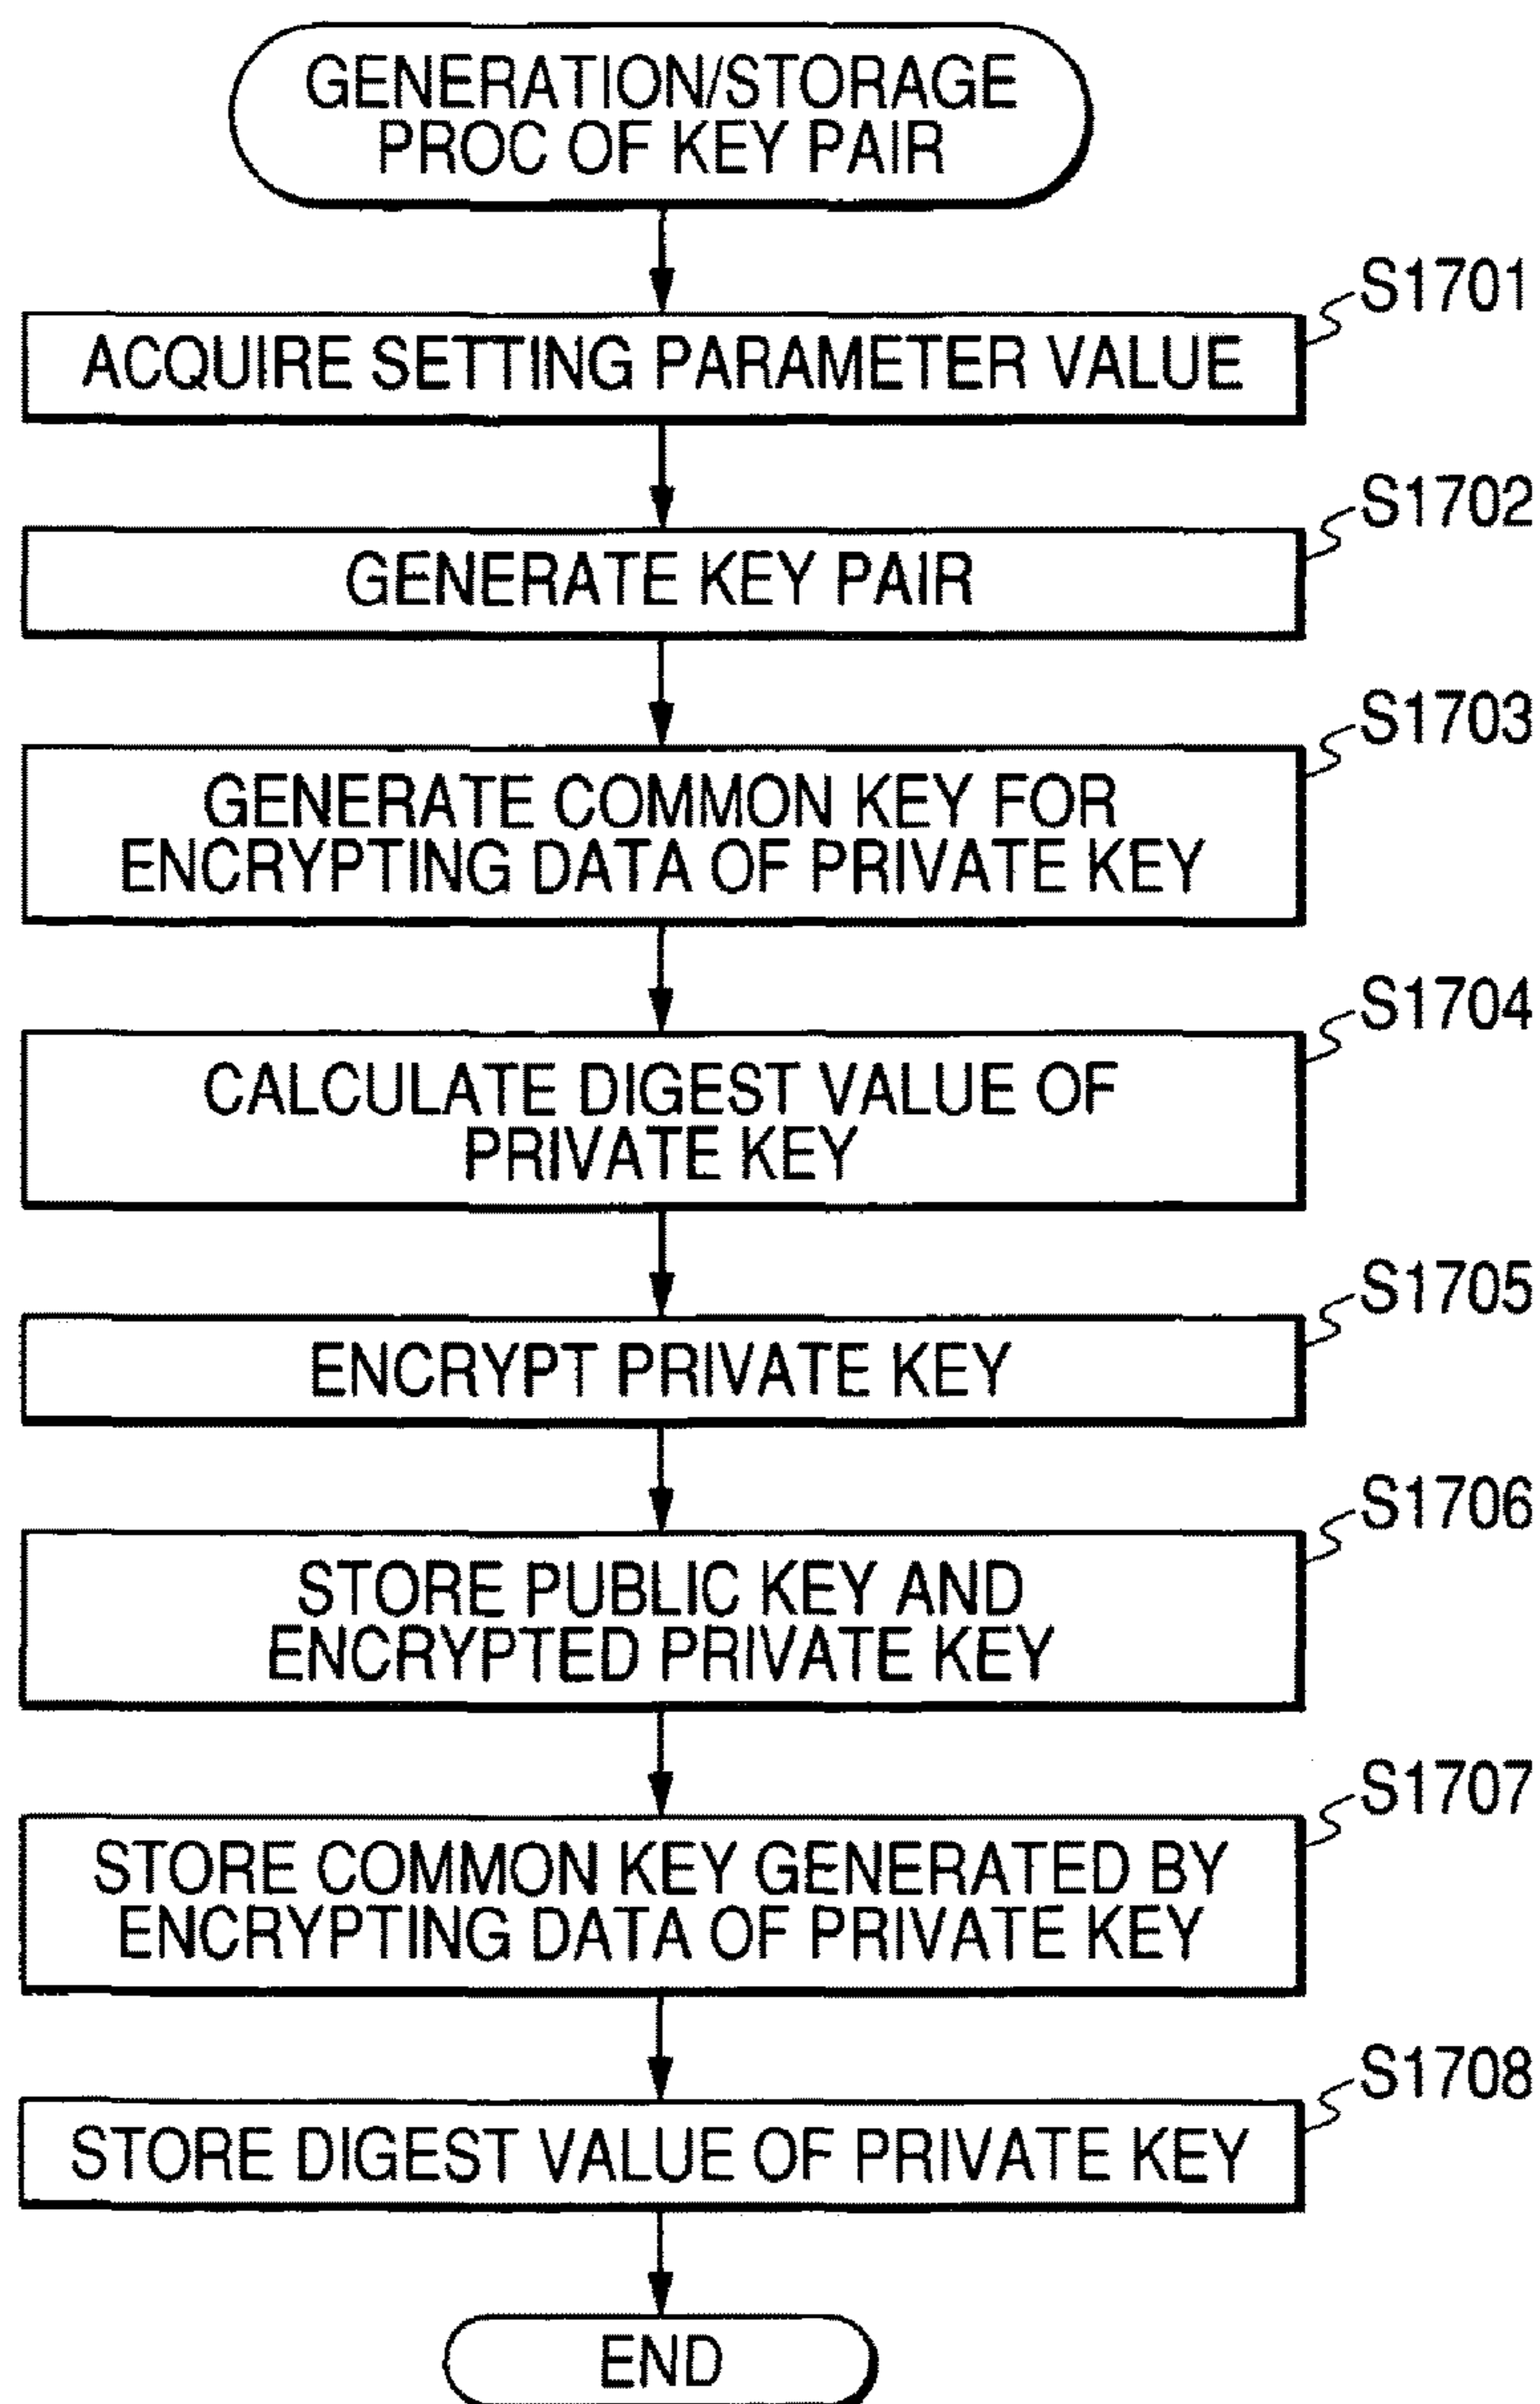 GENERATION/STORAGE
PROC OF KEY PAIR
S1701
ACQUIRE SETTING PARAMETER VALUE
S1702
GENERATE KEY PAIR
S1703
GENERATE COMMON KEY FOR
ENCRYPTING DATA OF PRIVATE KEY
S1704
CALCULATE DIGEST VALUE OF
PRIVATE KEY
S1705
ENCRYPT PRIVATE KEY
S1706
STORE PUBLIC KEY AND
ENCRYPTED PRIVATE KEY
S1707
STORE COMMON KEY GENERATED BY
ENCRYPTING DATA OF PRIVATE KEY
S1708
STORE DIGEST VALUE OF PRIVATE KEY
END